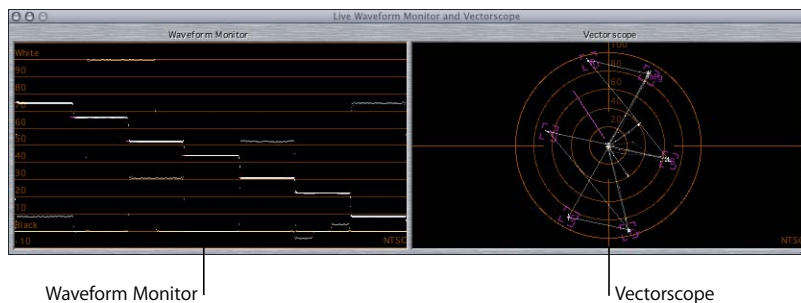 Live Waveform Monitor and Vectorscope
Waveform Monitor
Vectorscope
White
90
80
70
60
50
40
30
20
10
Black
-10
NTSC
100
80
60
40
20
NTSC
Waveform Monitor
Vectorscope